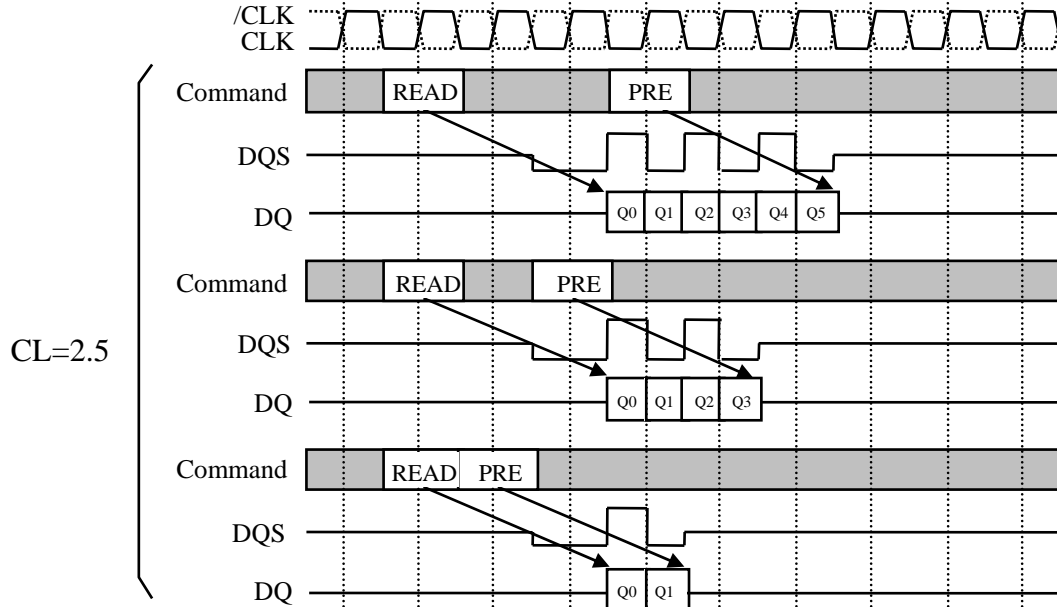 /CLK
CLK
Command READ PRE
DQS
DQ Q0 Q1 Q2 Q3 Q4 Q5
Command READ PRE
DQS
CL=2.5
DQ Q0 Q1 Q2 Q3
Command READ PRE
DQS
DQ Q0 Q1